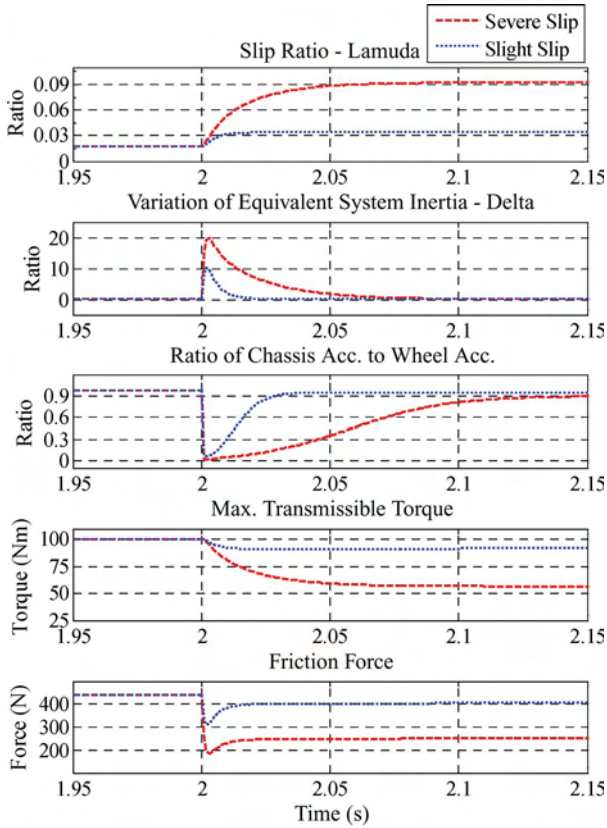 Severe Slip
Slight Slip
Slip Ratio - Lamuda
Ratio
0.09
0.06
0.03
0
1.95 2 2.05 2.1 2.15
Variation of Equivalent System Inertia - Delta
Ratio
20
10
0
1.95 2 2.05 2.1 2.15
Ratio of Chassis Acc. to Wheel Acc.
Ratio
0.9
0.6
0.3
0
1.95 2 2.05 2.1 2.15
Max. Transmissible Torque
Torque (Nm)
100
75
50
25
1.95 2 2.05 2.1 2.15
Friction Force
Force (N)
400
300
200
1.95 2 2.05 2.1 2.15
Time (s)